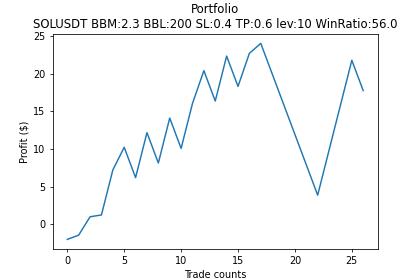 Portfolio
SOLUSDT BBM:2.3 BBL:200 SL:0.4 TP:0.6 lev:10 WinRatio:56.0
Profit ($)
25
20
15
10
5
0
0 5 10 15 20 25
Trade counts